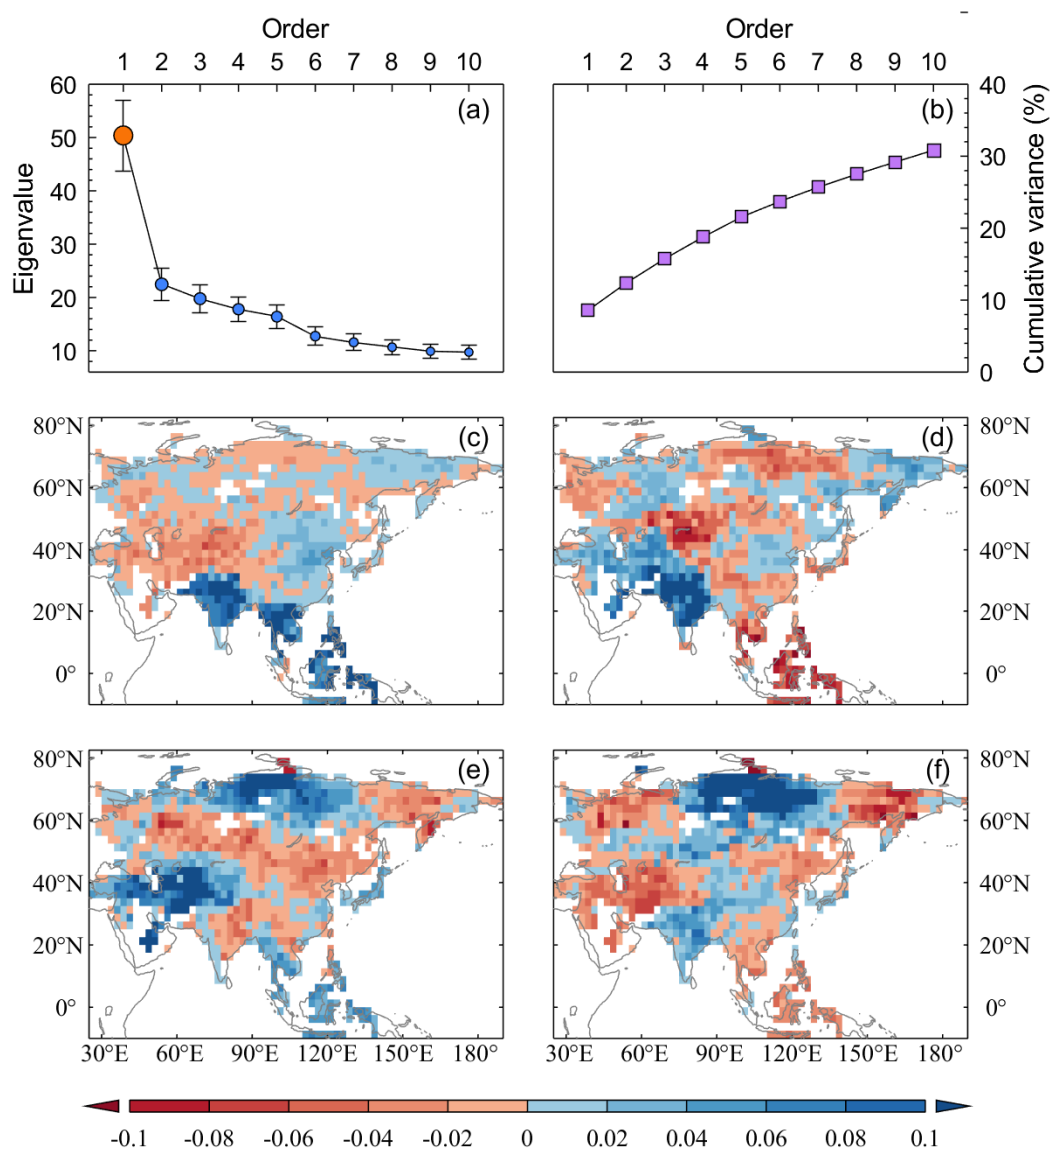 Order
Order
1 2 3 4 5 6 7 8 9 10
1 2 3 4 5 6 7 8 9 10
60
50
40
30
20
10
Eigenvalue
(a)
(b)
40
30
20
10
0
Cumulative variance (%)
80°N
60°N
40°N
20°N
0°
(c)
(d)
80°N
60°N
40°N
20°N
0°
80°N
60°N
40°N
20°N
0°
(e)
(f)
80°N
60°N
40°N
20°N
0°
30°E 60°E 90°E 120°E 150°E 180°
30°E 60°E 90°E 120°E 150°E 180°
-0.1 -0.08 -0.06 -0.04 -0.02 0 0.02 0.04 0.06 0.08 0.1